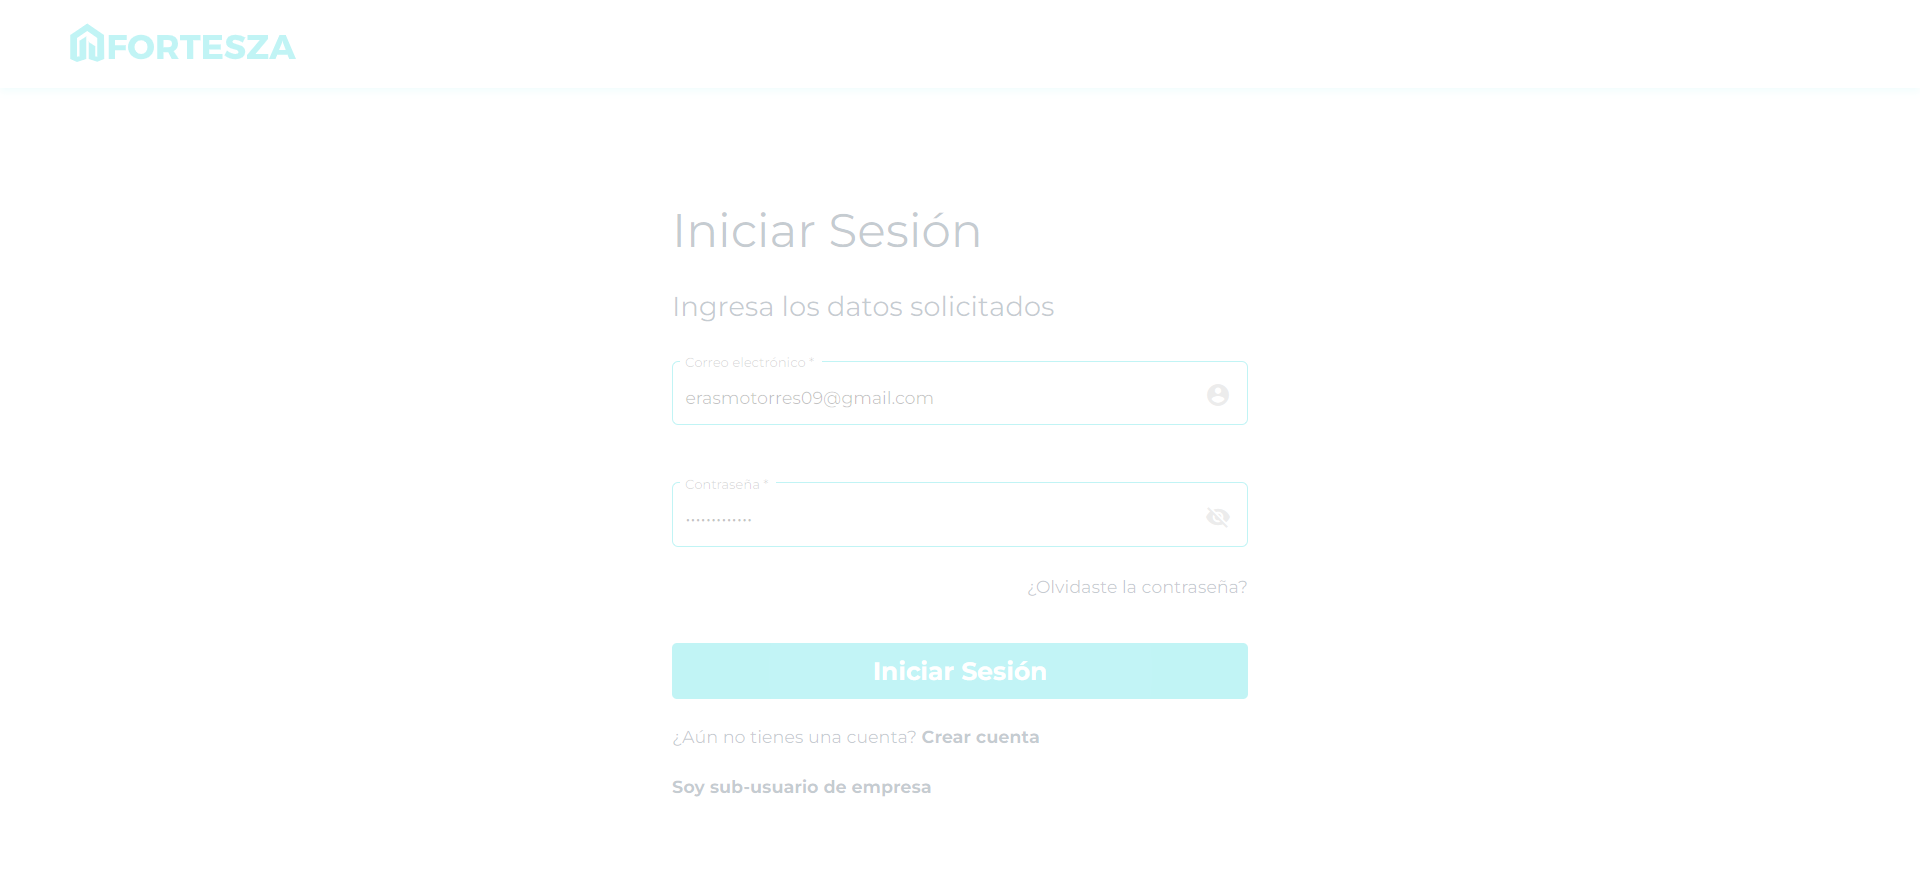 FORTESZA
Iniciar Sesión
Ingresa los datos solicitados
Correo electrónico *
erasmotorres09@gmail.com
Contraseña *
•••••••••••••
¿Olvidaste la contraseña?
Iniciar Sesión
¿Aún no tienes una cuenta? Crear cuenta
Soy sub-usuario de empresa